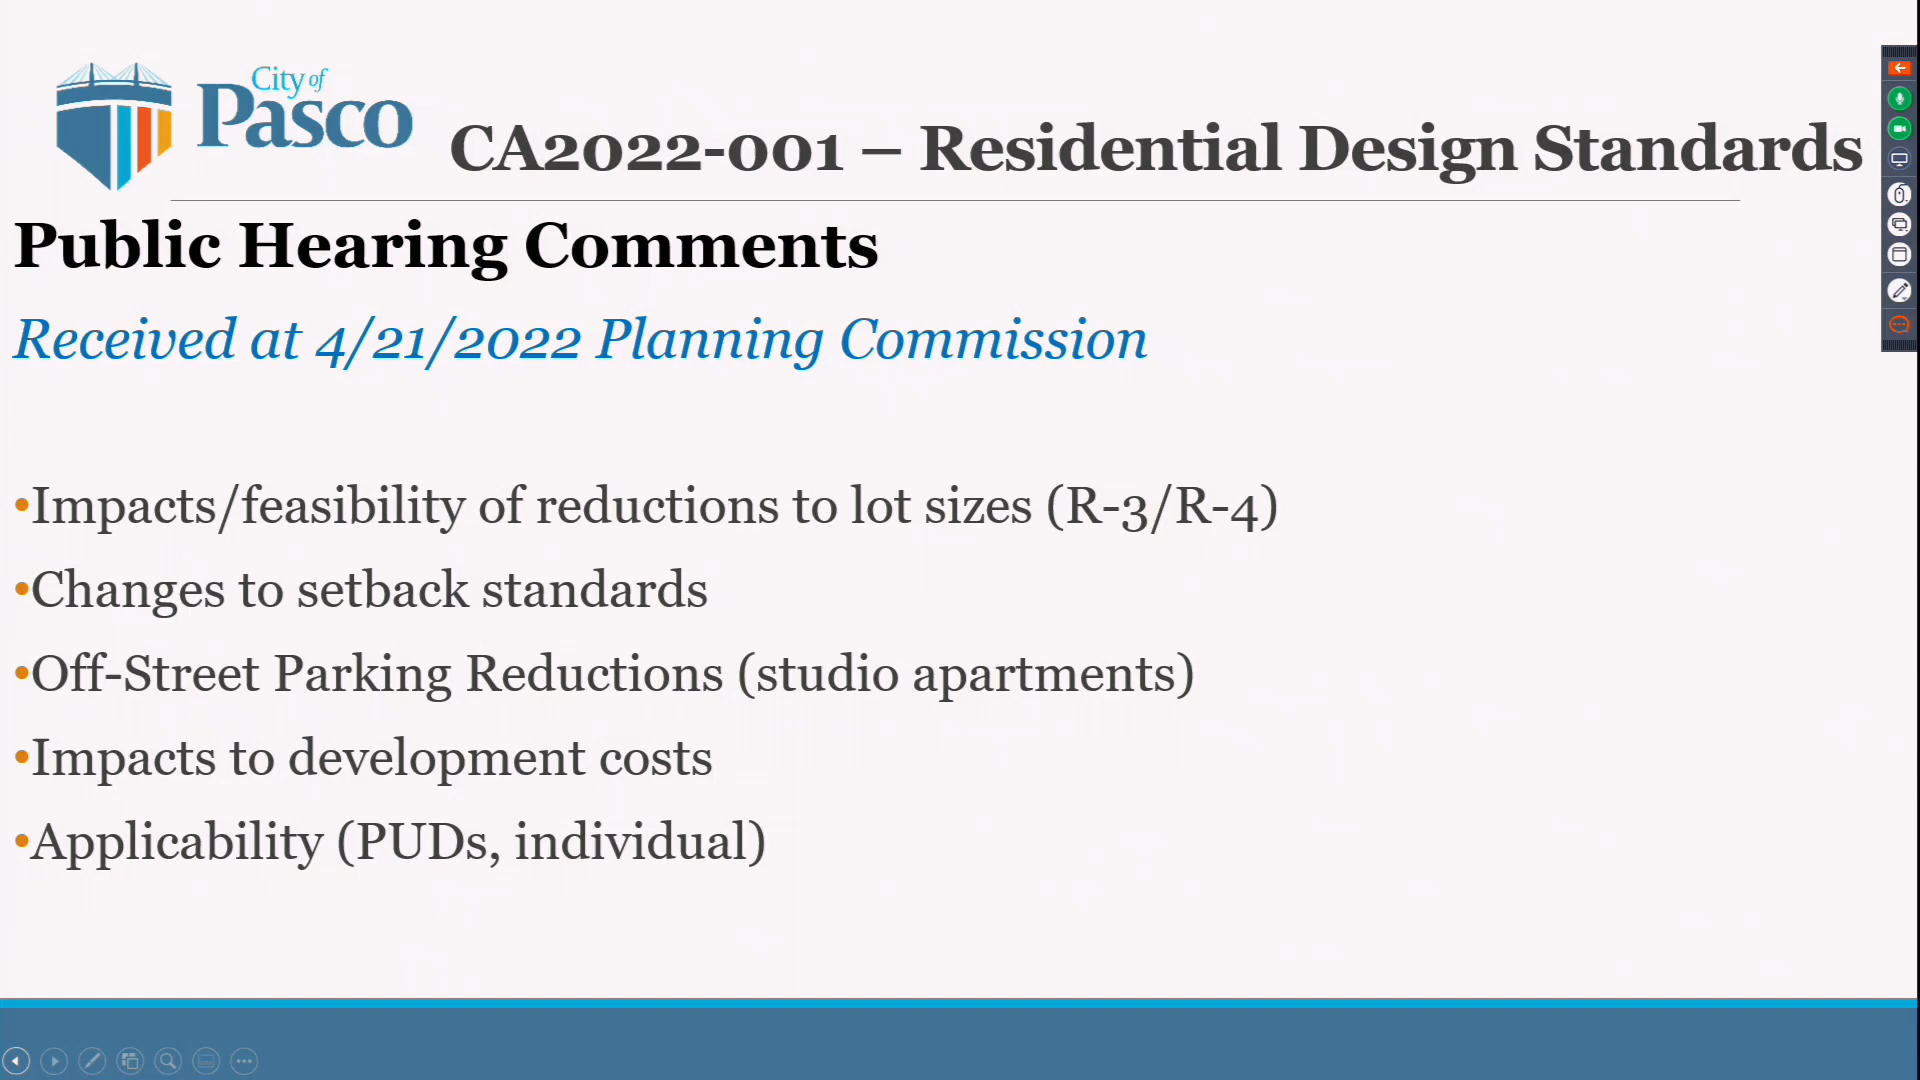 City of
Pasco
CA2022-001 – Residential Design Standards
Public Hearing Comments
Received at 4/21/2022 Planning Commission
•Impacts/feasibility of reductions to lot sizes (R-3/R-4)
•Changes to setback standards
•Off-Street Parking Reductions (studio apartments)
•Impacts to development costs
•Applicability (PUDs, individual)